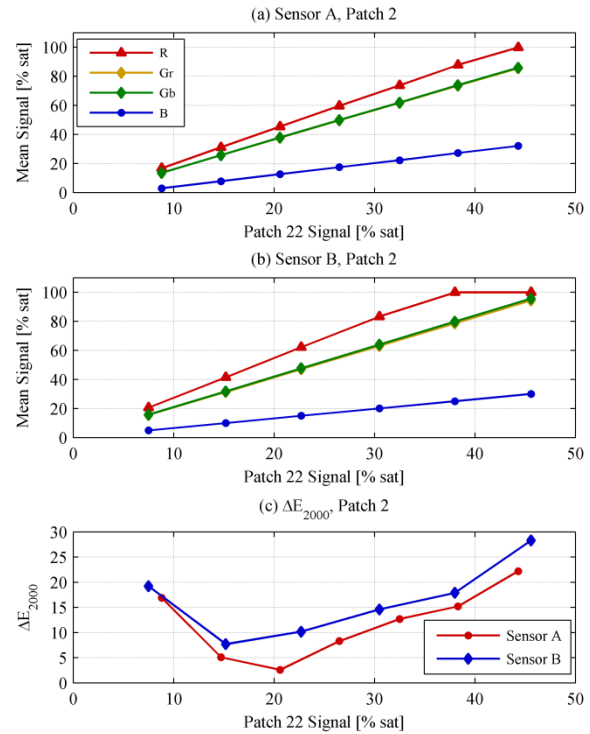 (a) Sensor A, Patch 2
Mean Signal [% sat]
100
80
60
40
20
0
R
Gr
Gb
B
0 10 20 30 40 50
Patch 22 Signal [% sat]
(b) Sensor B, Patch 2
Mean Signal [% sat]
100
80
60
40
20
0
0 10 20 30 40 50
Patch 22 Signal [% sat]
(c) ΔE2000, Patch 2
ΔE2000
30
25
20
15
10
5
0
Sensor A
Sensor B
0 10 20 30 40 50
Patch 22 Signal [% sat]